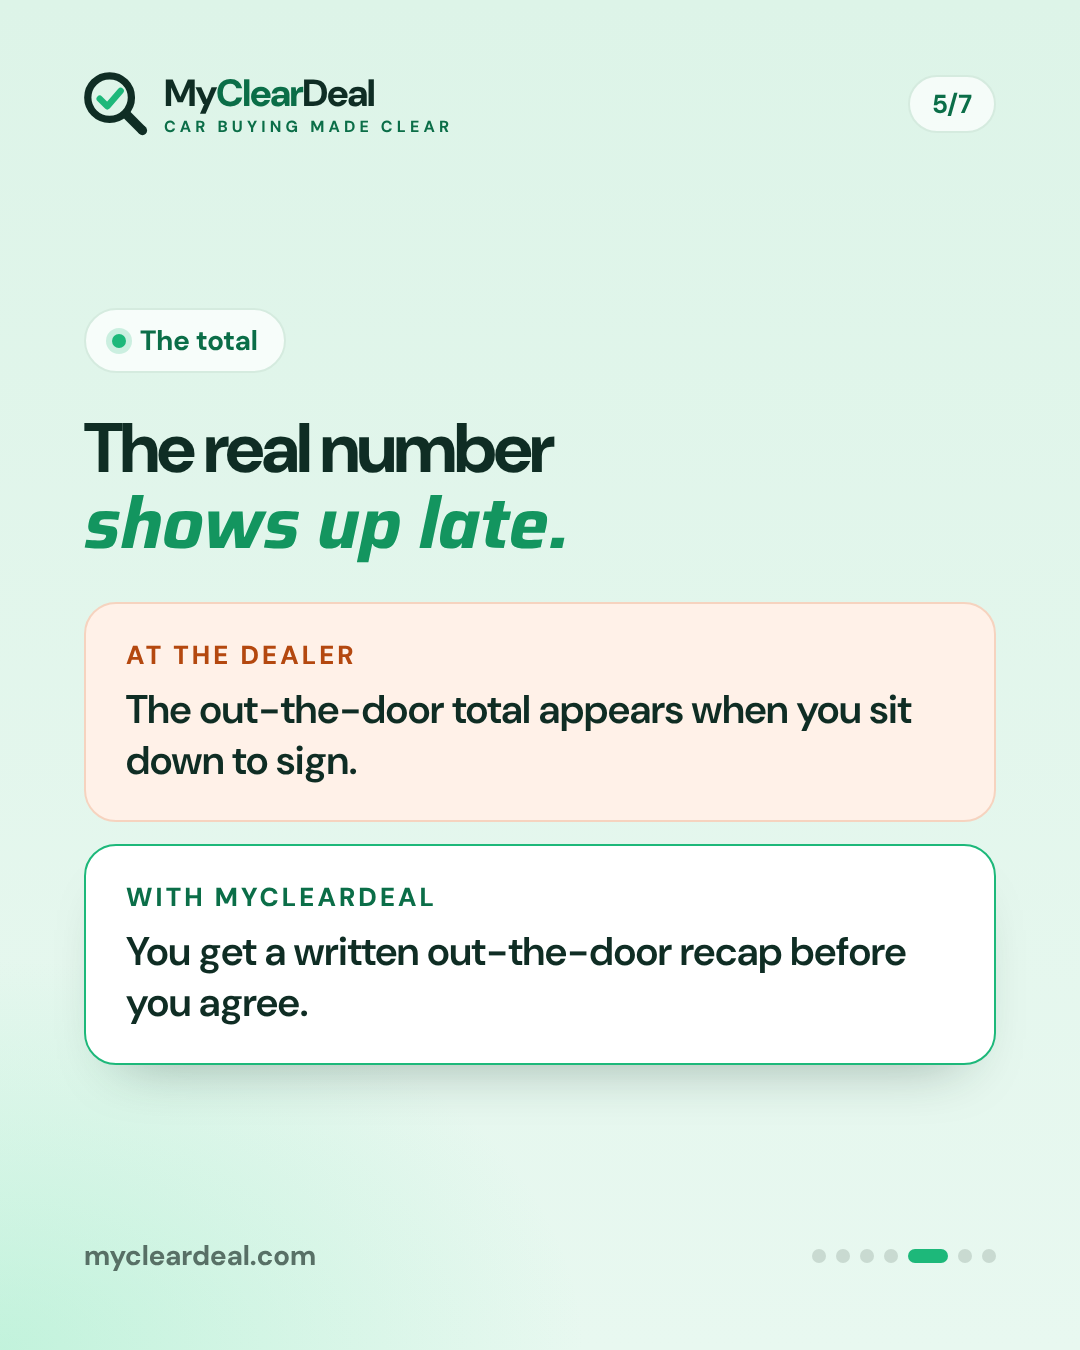 MyClearDeal
CAR BUYING MADE CLEAR
5/7
The total
The real number
shows up late.
AT THE DEALER
The out-the-door total appears when you sit
down to sign.
WITH MYCLEARDEAL
You get a written out-the-door recap before
you agree.
mycleardeal.com